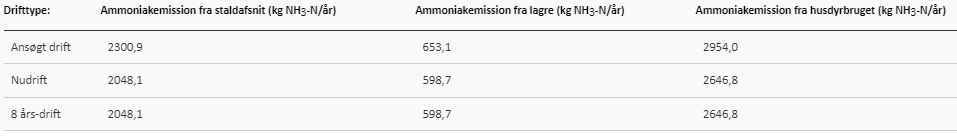 Drifttype: Ammoniakemission fra staldafsnit (kg NH3-N/år) Ammoniakemission fra lagre (kg NH3-N/år) Ammoniakemission fra husdyrbruget (kg NH3-N/år)
Ansøgt drift 2300,9 653,1 2954,0
Nudrift 2048,1 598,7 2646,8
8 års-drift 2048,1 598,7 2646,8